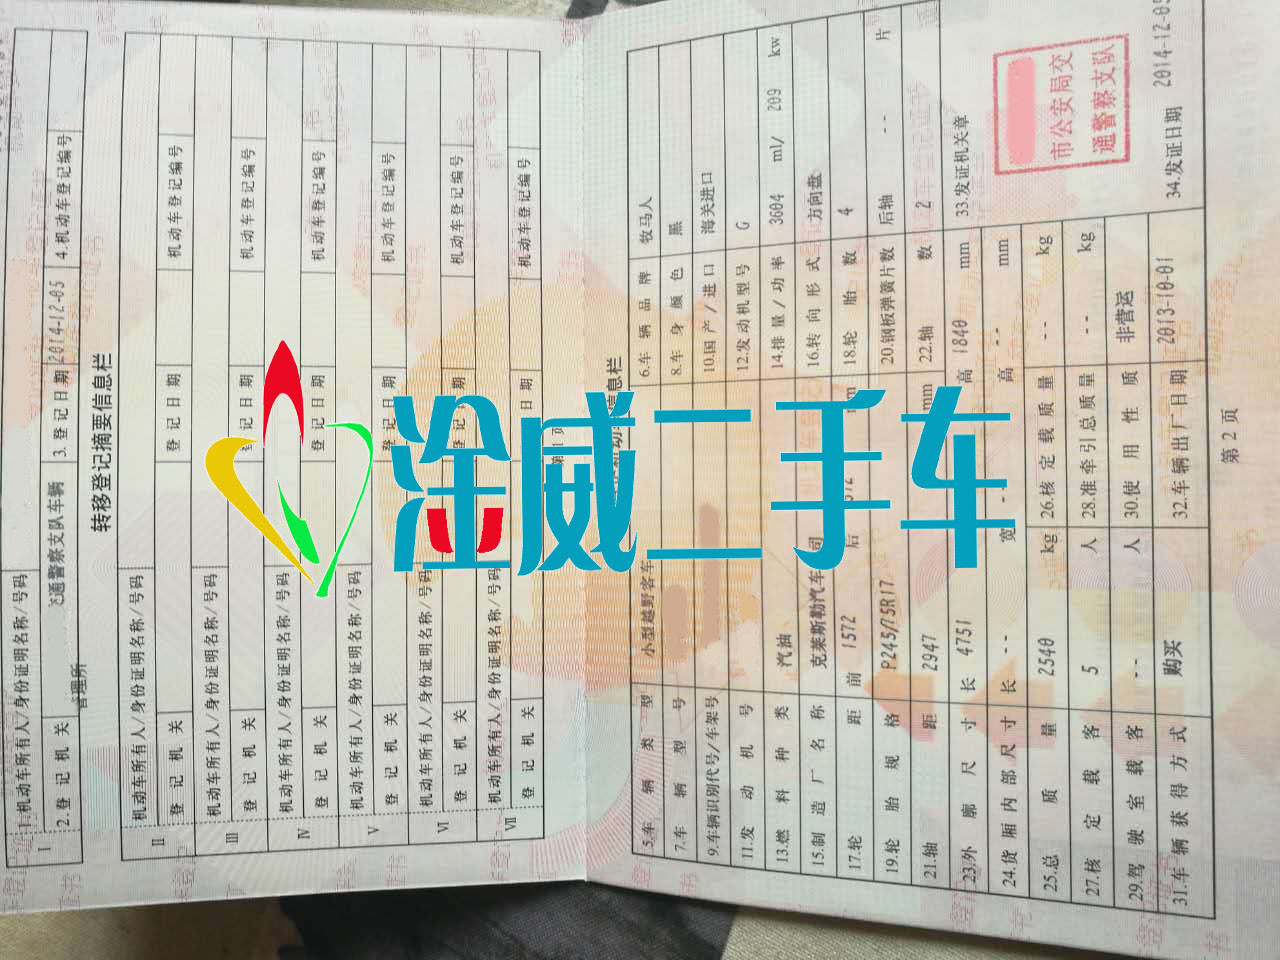 1.机动车所有人/身份证明名称/号码
I
2.登记机关
通警察支队车辆
管理所
3.登记日期
2014-12-05
4.机动车登记编号
转移登记摘要信息栏
II
机动车所有人/身份证明名称/号码
登记机关
登记日期
机动车登记编号
III
机动车所有人/身份证明名称/号码
登记机关
登记日期
机动车登记编号
IV
机动车所有人/身份证明名称/号码
登记机关
登记日期
机动车登记编号
V
机动车所有人/身份证明名称/号码
登记机关
登记日期
机动车登记编号
VI
机动车所有人/身份证明名称/号码
登记机关
登记日期
机动车登记编号
VII
机动车所有人/身份证明名称/号码
登记机关
日期
机动车登记编号
第1页
息栏
5.车辆类型 小型越野客车 6.车辆品牌 牧马人
7.车辆型号 8.车身颜色 黑
9.车辆识别代号/车架号 10.国产/进口 海关进口
11.发动机号 12.发动机型号 G
13.燃料种类 汽油 14.排量/功率 3604 ml/ 209 kw
15.制造厂名称 克莱斯勒汽车 司 16.转向形式 方向盘
17.轮距 前 1572 后 572 mm 18.轮胎数 4
19.轮胎规格 P245/75R17 20.钢板弹簧片数 后轴 -- 片
21.轴距 2947 mm 22.轴数 2
23.外廓尺寸 长 4751 高 1840 mm
24.货厢内部尺寸 长 -- 宽 -- 高 -- mm
25.总质量 2540 kg 26.核定载质量 -- kg
27.核定载客 5 人 28.准牵引总质量 -- kg
29.驾驶室载客 -- 人 30.使用性质 非营运
31.车辆获得方式 购买 32.车辆出厂日期 2013-10-01
33.发证机关章
市公安局交
通警察支队
34.发证日期 2014-12-05
第2页
淦威二手车